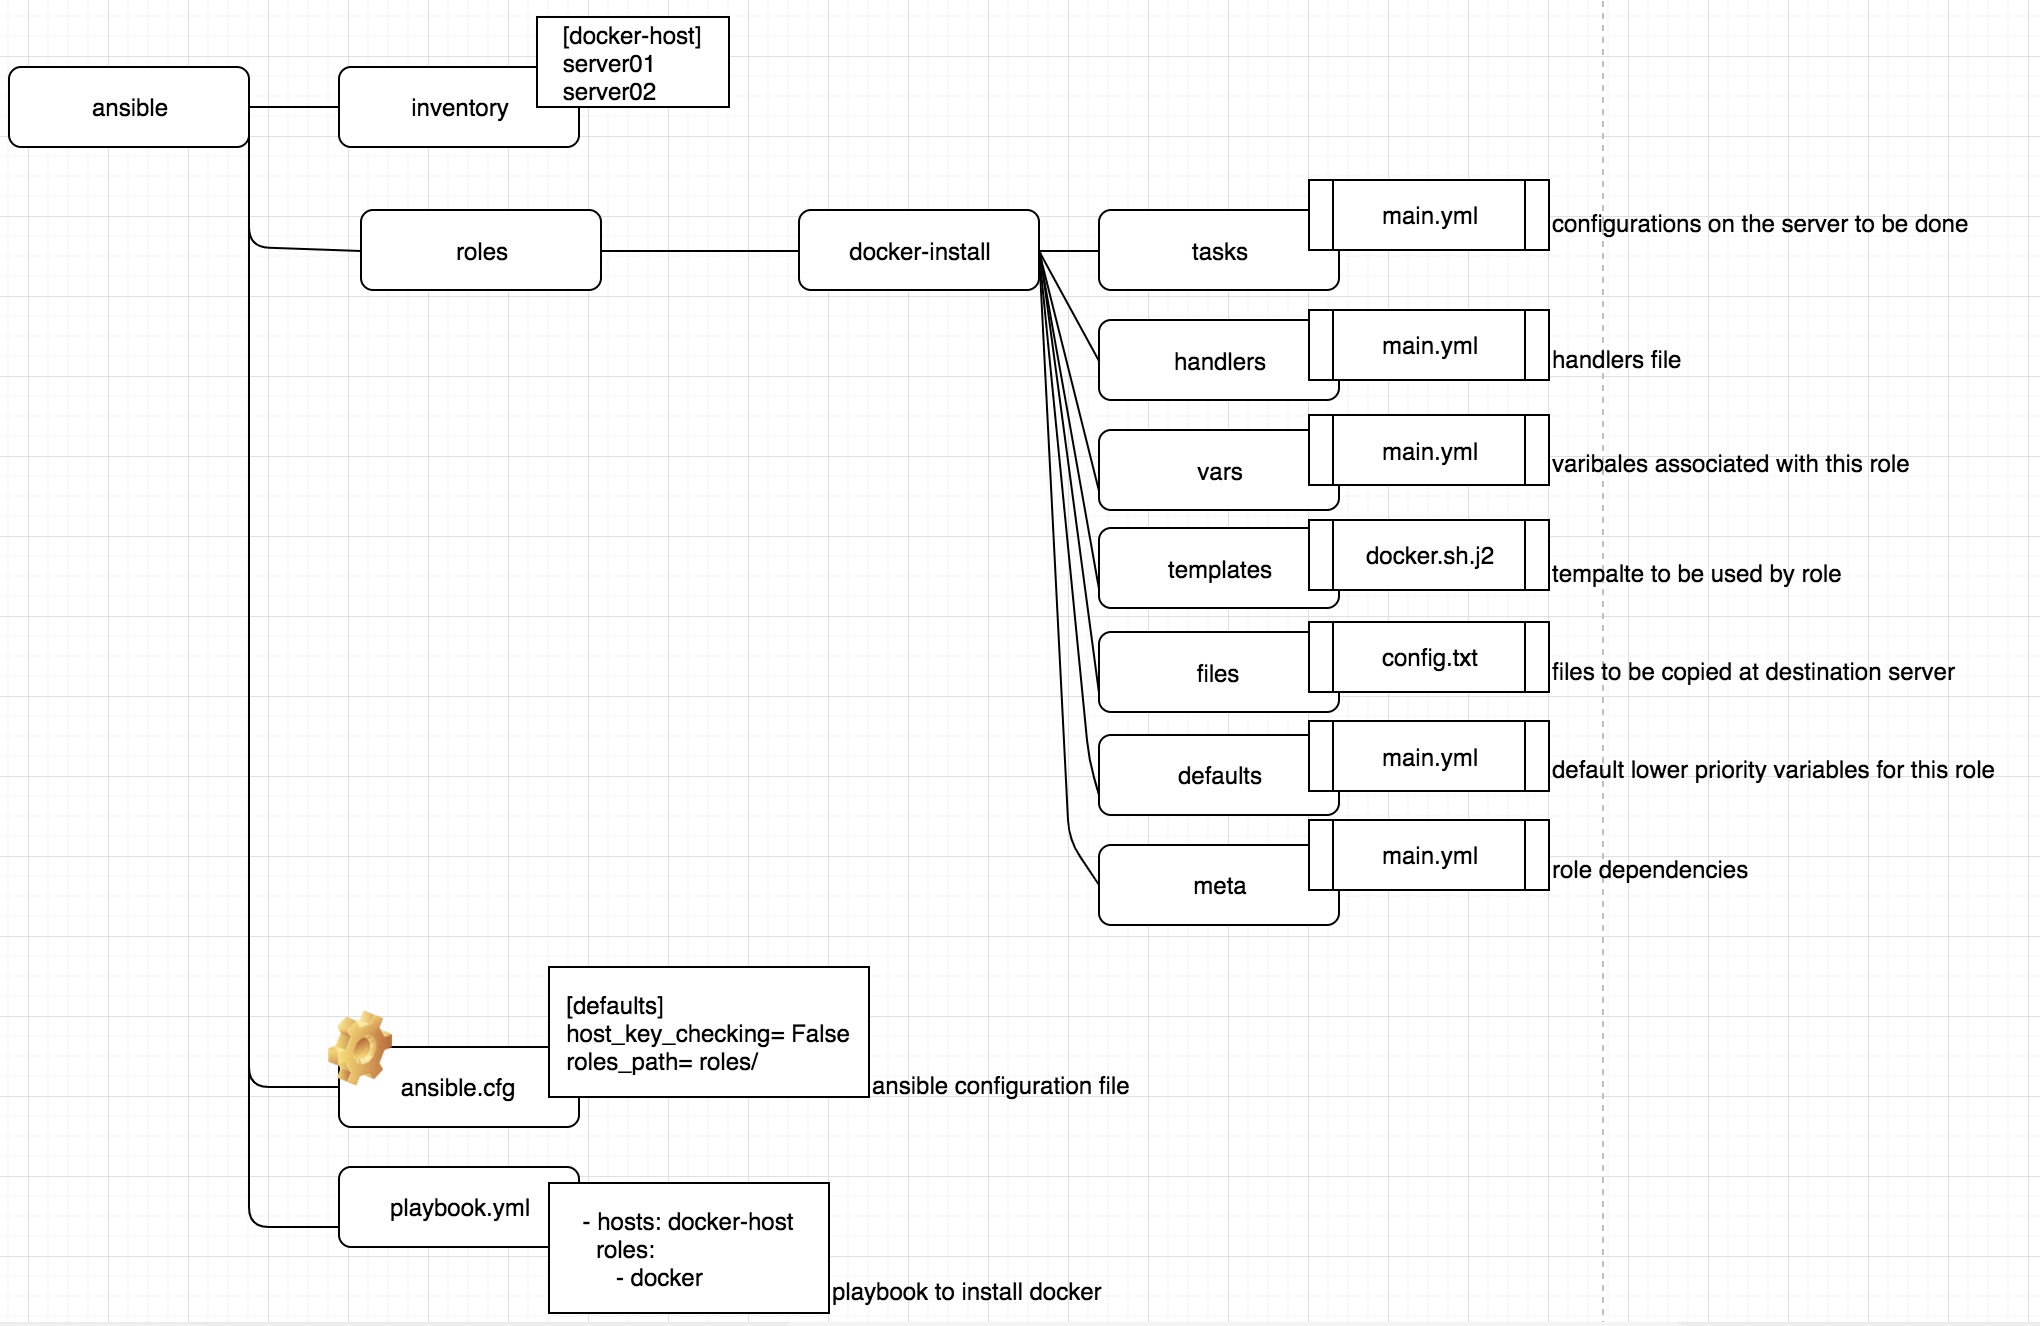 [docker-host]
server01
server02
ansible
inventory
roles
docker-install
tasks
main.yml
configurations on the server to be done
handlers
main.yml
handlers file
vars
main.yml
varibales associated with this role
templates
docker.sh.j2
tempalte to be used by role
files
config.txt
files to be copied at destination server
defaults
main.yml
default lower priority variables for this role
meta
main.yml
role dependencies
ansible.cfg
[defaults]
host_key_checking= False
roles_path= roles/
ansible configuration file
playbook.yml
- hosts: docker-host
roles:
- docker
playbook to install docker